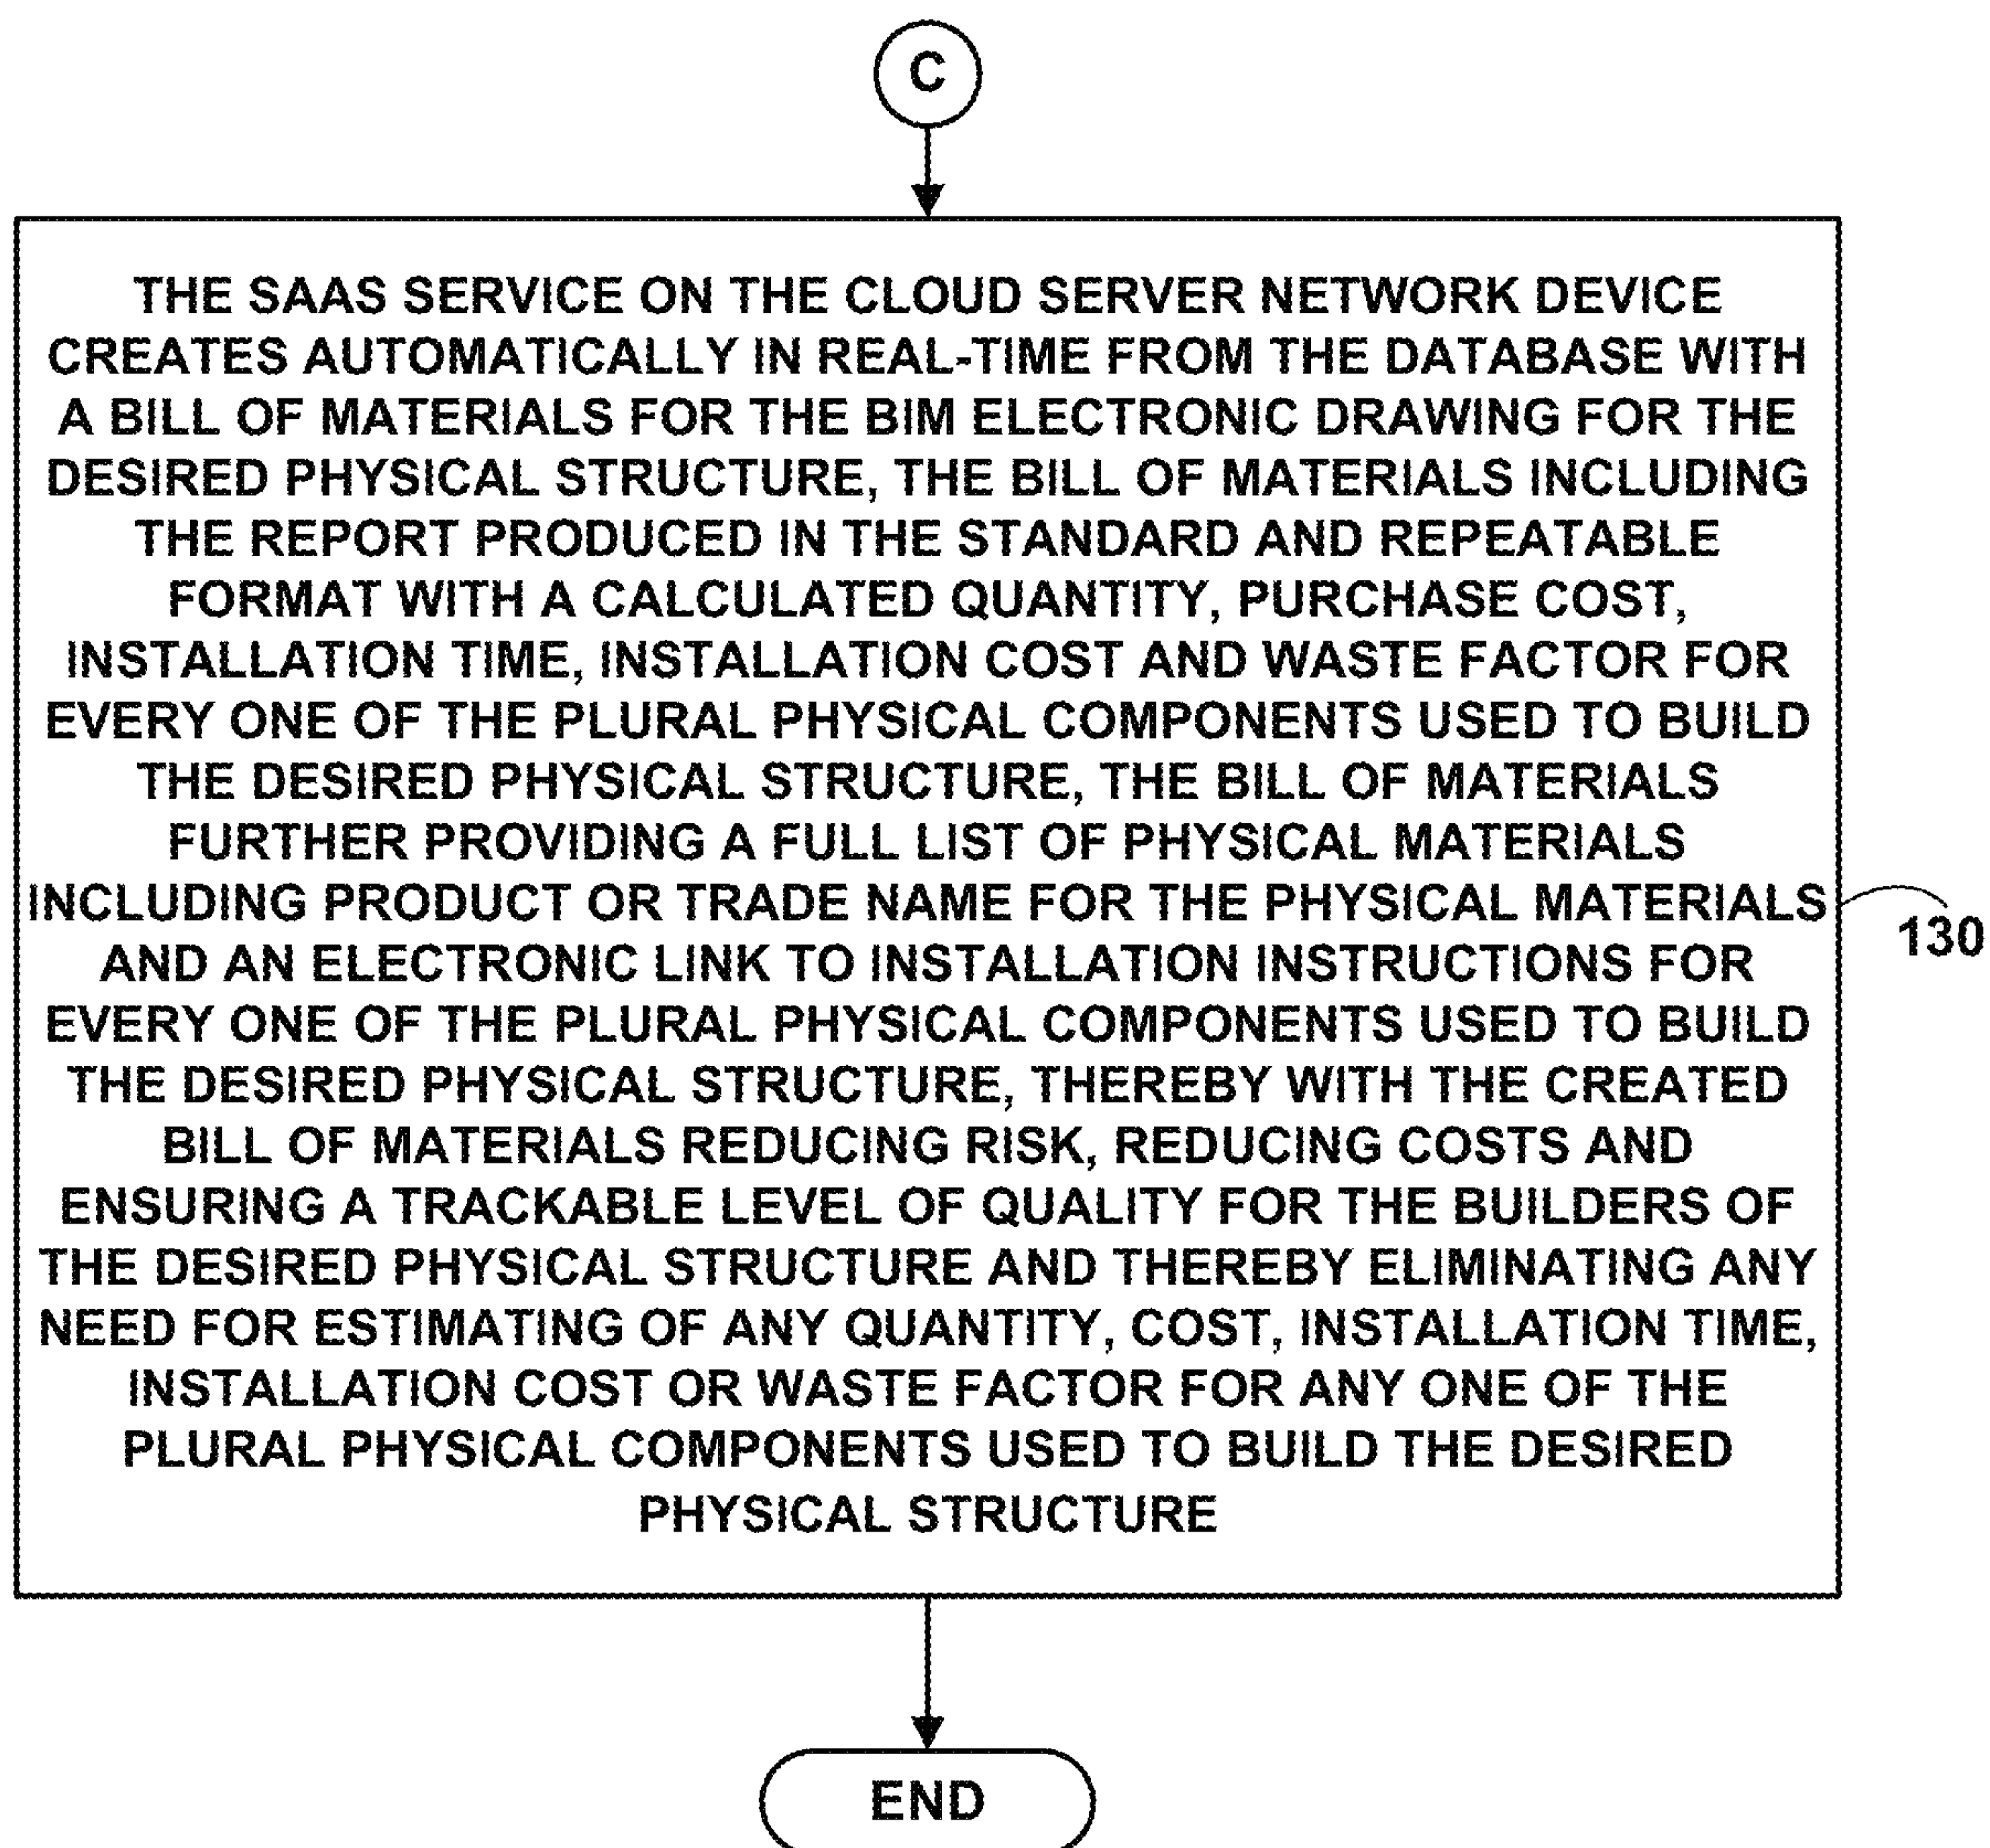 C
THE SAAS SERVICE ON THE CLOUD SERVER NETWORK DEVICE
CREATES AUTOMATICALLY IN REAL-TIME FROM THE DATABASE WITH
A BILL OF MATERIALS FOR THE BIM ELECTRONIC DRAWING FOR THE
DESIRED PHYSICAL STRUCTURE, THE BILL OF MATERIALS INCLUDING
THE REPORT PRODUCED IN THE STANDARD AND REPEATABLE
FORMAT WITH A CALCULATED QUANTITY, PURCHASE COST,
INSTALLATION TIME, INSTALLATION COST AND WASTE FACTOR FOR
EVERY ONE OF THE PLURAL PHYSICAL COMPONENTS USED TO BUILD
THE DESIRED PHYSICAL STRUCTURE, THE BILL OF MATERIALS
FURTHER PROVIDING A FULL LIST OF PHYSICAL MATERIALS
INCLUDING PRODUCT OR TRADE NAME FOR THE PHYSICAL MATERIALS
AND AN ELECTRONIC LINK TO INSTALLATION INSTRUCTIONS FOR
EVERY ONE OF THE PLURAL PHYSICAL COMPONENTS USED TO BUILD
THE DESIRED PHYSICAL STRUCTURE, THEREBY WITH THE CREATED
BILL OF MATERIALS REDUCING RISK, REDUCING COSTS AND
ENSURING A TRACKABLE LEVEL OF QUALITY FOR THE BUILDERS OF
THE DESIRED PHYSICAL STRUCTURE AND THEREBY ELIMINATING ANY
NEED FOR ESTIMATING OF ANY QUANTITY, COST, INSTALLATION TIME,
INSTALLATION COST OR WASTE FACTOR FOR ANY ONE OF THE
PLURAL PHYSICAL COMPONENTS USED TO BUILD THE DESIRED
PHYSICAL STRUCTURE
130
END